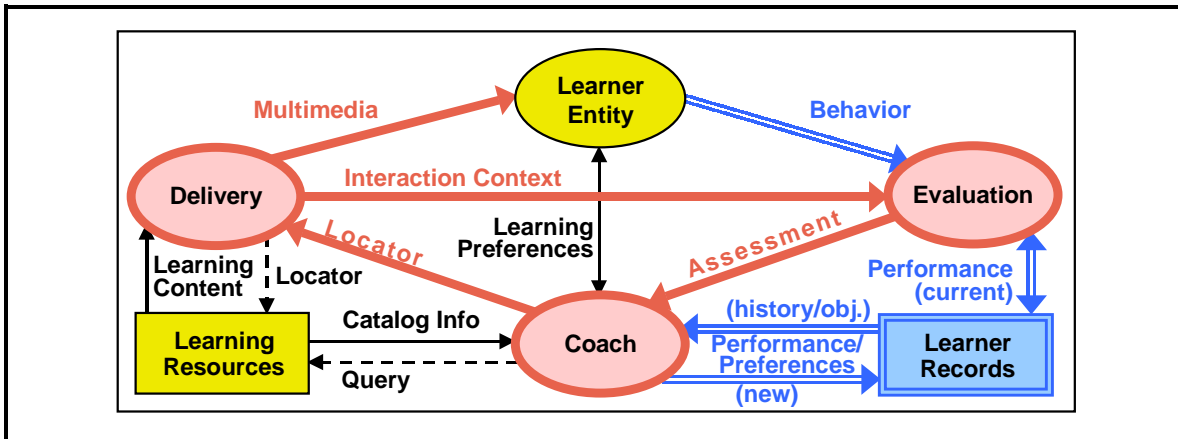 Learner
Entity
Multimedia
Behavior
Delivery
Interaction Context
Evaluation
Learning
Preferences
Locator
Assessment
Learning
Content
Locator
Performance
(current)
Learning
Resources
Catalog Info
Query
Coach
(history/obj.)
Performance/
Preferences
(new)
Learner
Records